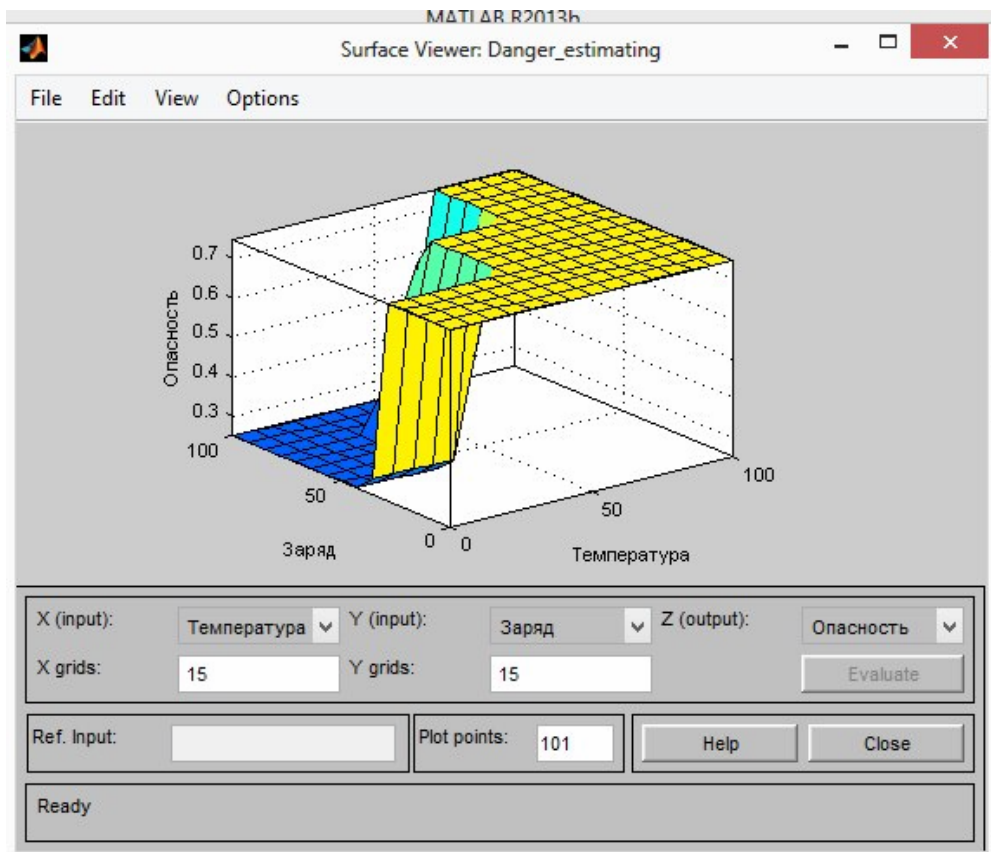 MATLAB R2013b
Surface Viewer: Danger_estimating
File Edit View Options
0.7
0.6
0.5
0.4
0.3
Опасность
100
50
0
Заряд
0
50
100
Температура
X (input): Температура Y (input): Заряд Z (output): Опасность
X grids: 15 Y grids: 15 Evaluate
Ref. Input: Plot points: 101 Help Close
Ready